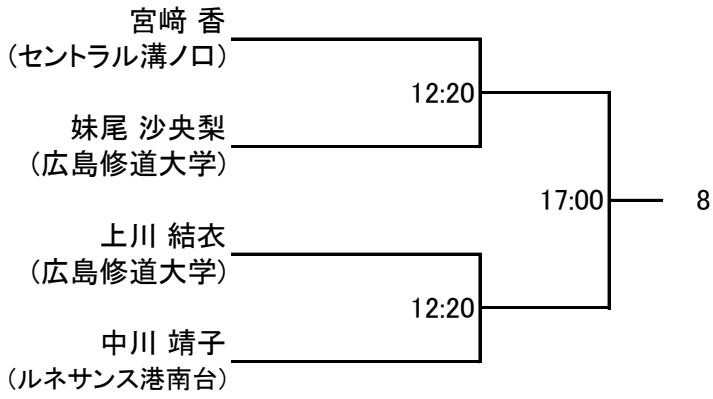 宮﨑 香
(セントラル溝ノ口)
12:20
妹尾 沙央梨
(広島修道大学)
17:00
8
上川 結衣
(広島修道大学)
12:20
中川 靖子
(ルネサンス港南台)